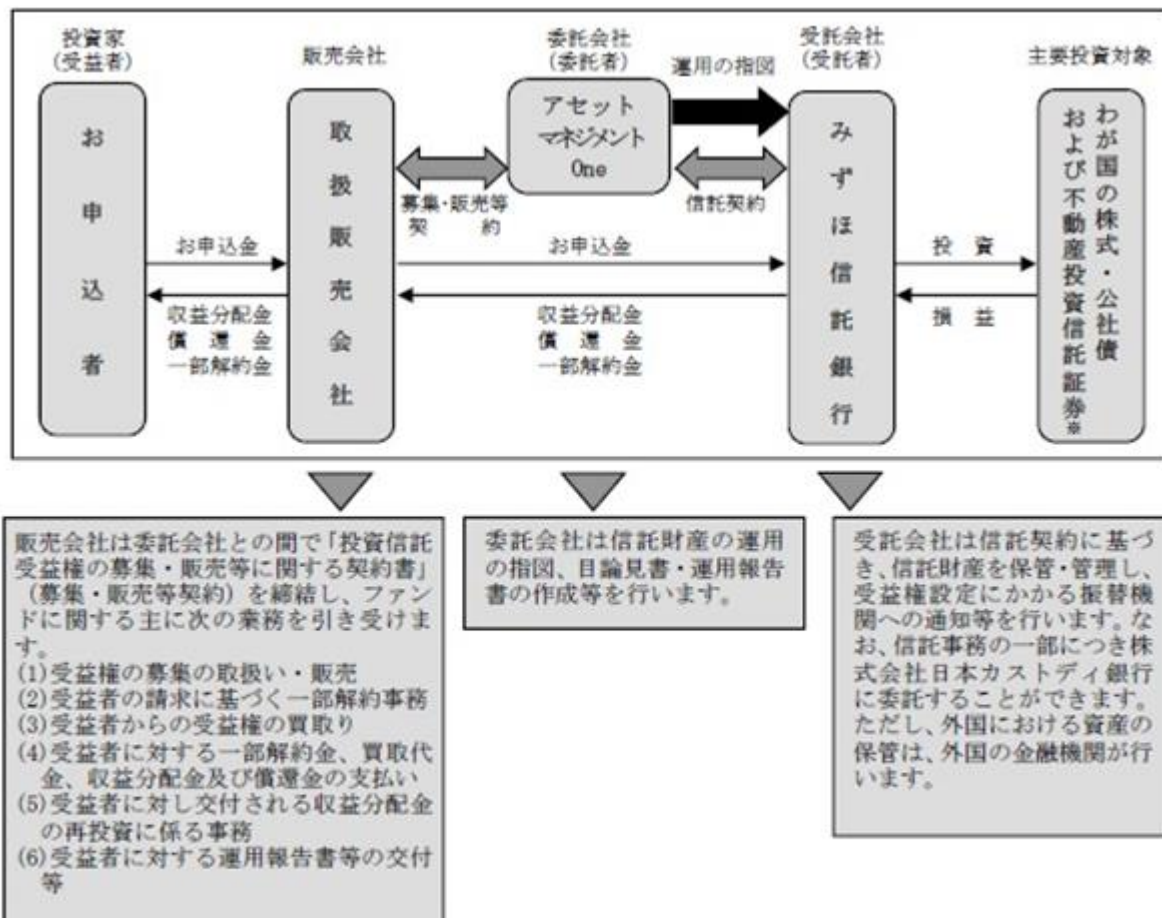 投資家
(受益者)
販売会社
委託会社
(委託者)
受託会社
(受託者)
主要投資対象
運用の指図
お申込者
取扱販売会社
アセット
マネジメント
One
みずほ信託銀行
わが国の株式・公社債
および不動産投資信託証券※
募集・販売等
契　　　約
信託契約
お申込金
収益分配金
償　還　金
一部解約金
お申込金
収益分配金
償　還　金
一部解約金
投　資
損　益
販売会社は委託会社との間で「投資信託
受益権の募集・販売等に関する契約書」
(募集・販売等契約)を締結し、ファン
ドに関する主に次の業務を引き受けま
す。
(1)受益権の募集の取扱い・販売
(2)受益者の請求に基づく一部解約事務
(3)受益者からの受益権の買取り
(4)受益者に対する一部解約金、買取代
金、収益分配金及び償還金の支払い
(5)受益者に対し交付される収益分配金
の再投資に係る事務
(6)受益者に対する運用報告書等の交付
等
委託会社は信託財産の運用
の指図、目論見書・運用報告
書の作成等を行います。
受託会社は信託契約に基づ
き、信託財産を保管・管理し、
受益権設定にかかる振替機
関への通知等を行います。な
お、信託事務の一部につき株
式会社日本カストディ銀行
に委託することができます。
ただし、外国における資産の
保管は、外国の金融機関が行
います。